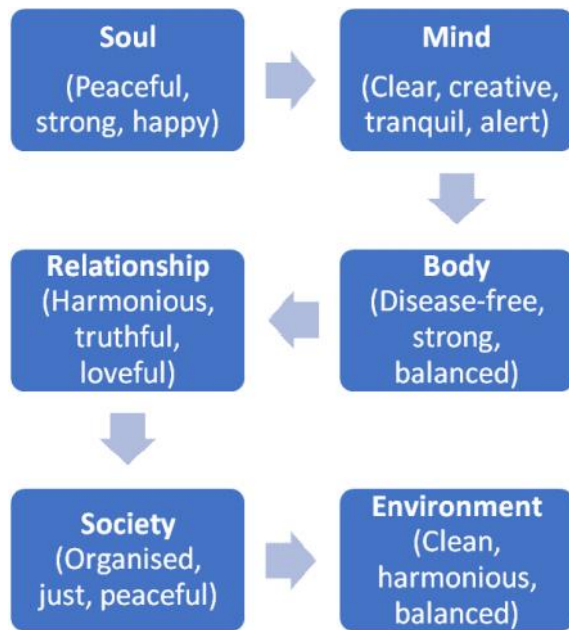 Soul
(Peaceful,
strong, happy)
Mind
(Clear, creative,
tranquil, alert)
Body
(Disease-free,
strong,
balanced)
Relationship
(Harmonious,
truthful,
loveful)
Society
(Organised,
just, peaceful)
Environment
(Clean,
harmonious,
balanced)